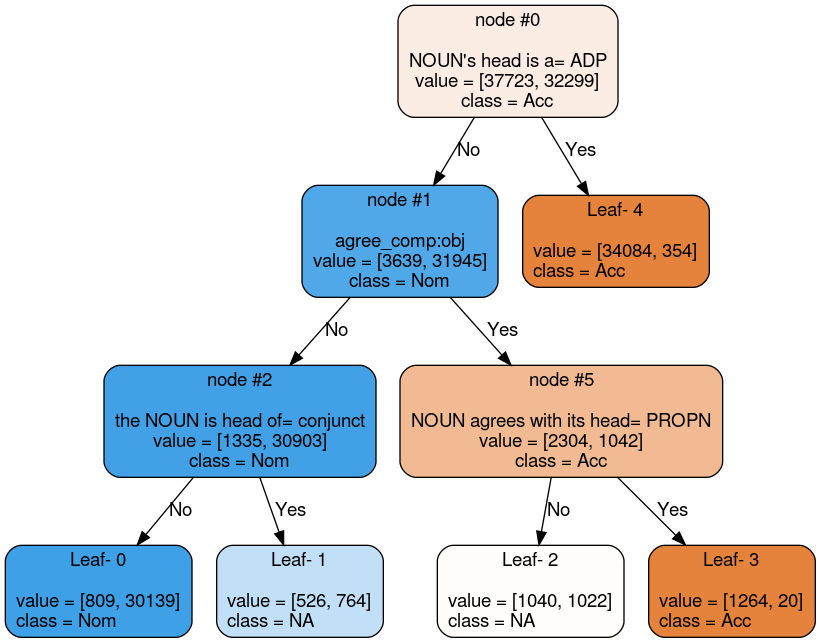 node #0
NOUN's head is a= ADP
value = [37723, 32299]
class = Acc
No
Yes
node #1
agree_comp:obj
value = [3639, 31945]
class = Nom
Leaf- 4
value = [34084, 354]
class = Acc
No
Yes
node #2
the NOUN is head of= conjunct
value = [1335, 30903]
class = Nom
node #5
NOUN agrees with its head= PROPN
value = [2304, 1042]
class = Acc
No
Yes
No
Yes
Leaf- 0
value = [809, 30139]
class = Nom
Leaf- 1
value = [526, 764]
class = NA
Leaf- 2
value = [1040, 1022]
class = NA
Leaf- 3
value = [1264, 20]
class = Acc